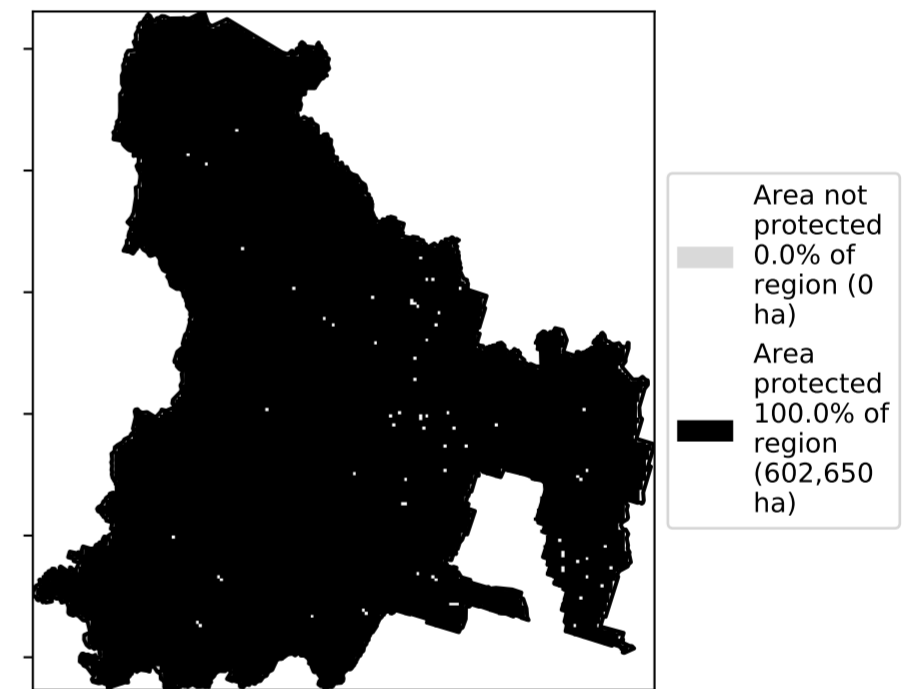 Area not
protected
0.0% of
region (0
ha)
Area
protected
100.0% of
region
(602,650
ha)